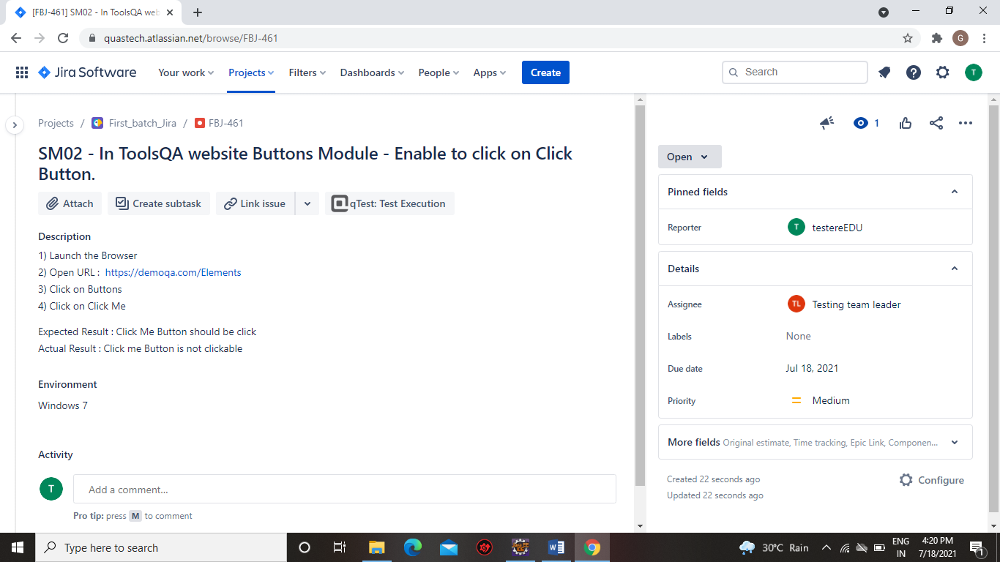 [FBJ-461] SM02 - In ToolsQA web
quastech.atlassian.net/browse/FBJ-461
G
Jira Software
Your work
Projects
Filters
Dashboards
People
Apps
Create
Search
T
Projects / First_batch_Jira / FBJ-461
1
SM02 - In ToolsQA website Buttons Module - Enable to click on Click
Button.
Open
Attach
Create subtask
Link issue
qTest: Test Execution
Pinned fields
Reporter
T
testereEDU
Description
1) Launch the Browser
2) Open URL : https://demoqa.com/Elements
3) Click on Buttons
4) Click on Click Me
Expected Result : Click Me Button should be click
Actual Result : Click me Button is not clickable
Environment
Windows 7
Details
Assignee
TL
Testing team leader
Labels
None
Due date
Jul 18, 2021
Priority
Medium
More fields Original estimate, Time tracking, Epic Link, Componen...
Activity
T
Add a comment...
Pro tip: press M to comment
Created 22 seconds ago
Updated 22 seconds ago
Configure
Type here to search
30°C Rain
ENG
IN
4:20 PM
7/18/2021
1